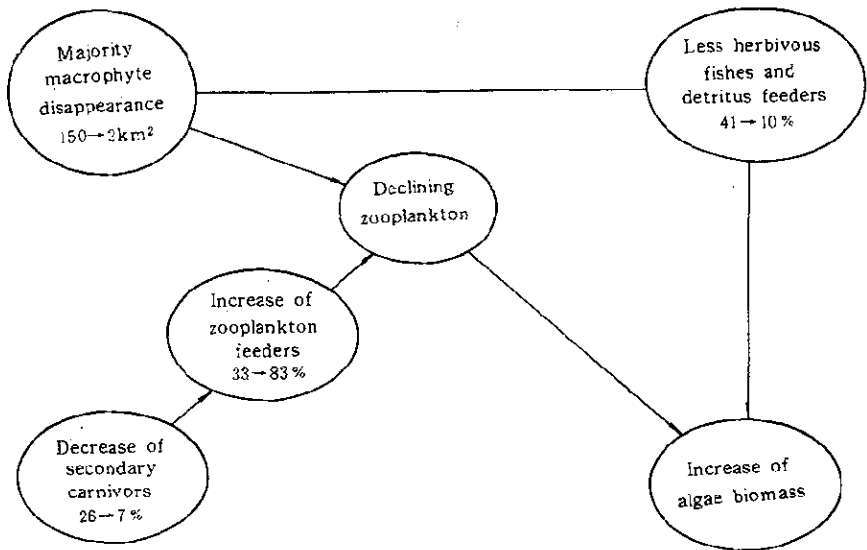 Majority
macrophyte
disappearance
150→2km²
Less herbivous
fishes and
detritus feeders
41→10%
Declining
zooplankton
Increase of
zooplankton
feeders
33→83%
Decrease of
secondary
carnivors
26→7%
Increase of
algae biomass